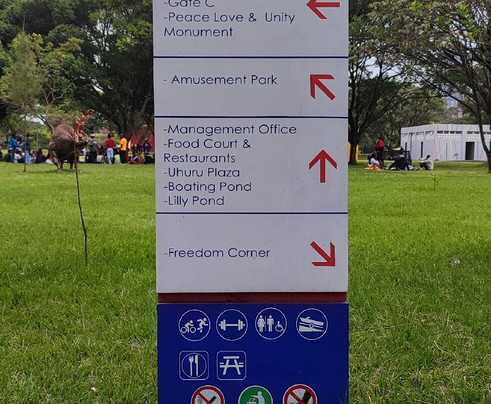 -Gate C
-Peace Love & Unity
Monument
- Amusement Park
-Management Office
-Food Court &
Restaurants
-Uhuru Plaza
-Boating Pond
-Lilly Pond
-Freedom Corner